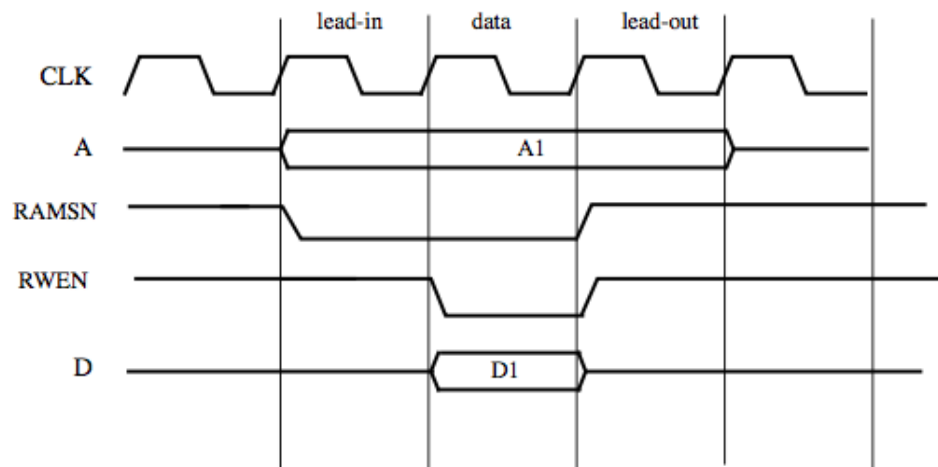 lead-in data lead-out
CLK
A A1
RAMSN
RWEN
D D1